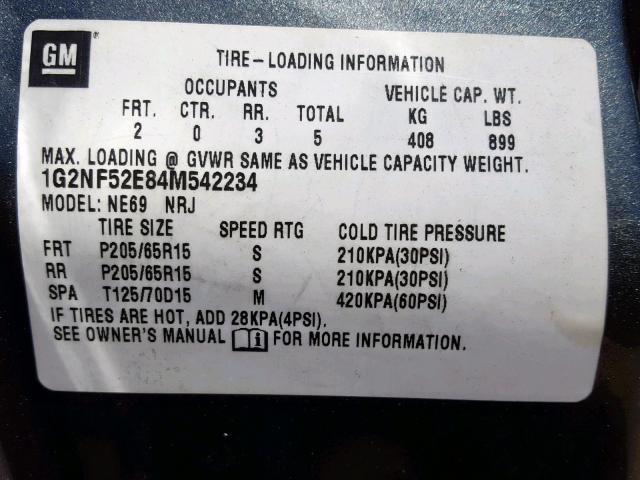 GM ®
TIRE-LOADING INFORMATION
OCCUPANTS VEHICLE CAP. WT.
FRT. CTR. RR. TOTAL KG LBS
2 0 3 5 408 899
MAX. LOADING @ GVWR SAME AS VEHICLE CAPACITY WEIGHT.
1G2NF52E84M542234
MODEL: NE69 NRJ
TIRE SIZE SPEED RTG COLD TIRE PRESSURE
FRT P205/65R15 S 210KPA(30PSI)
RR P205/65R15 S 210KPA(30PSI)
SPA T125/70D15 M 420KPA(60PSI)
IF TIRES ARE HOT, ADD 28KPA(4PSI).
SEE OWNER'S MANUAL i FOR MORE INFORMATION.